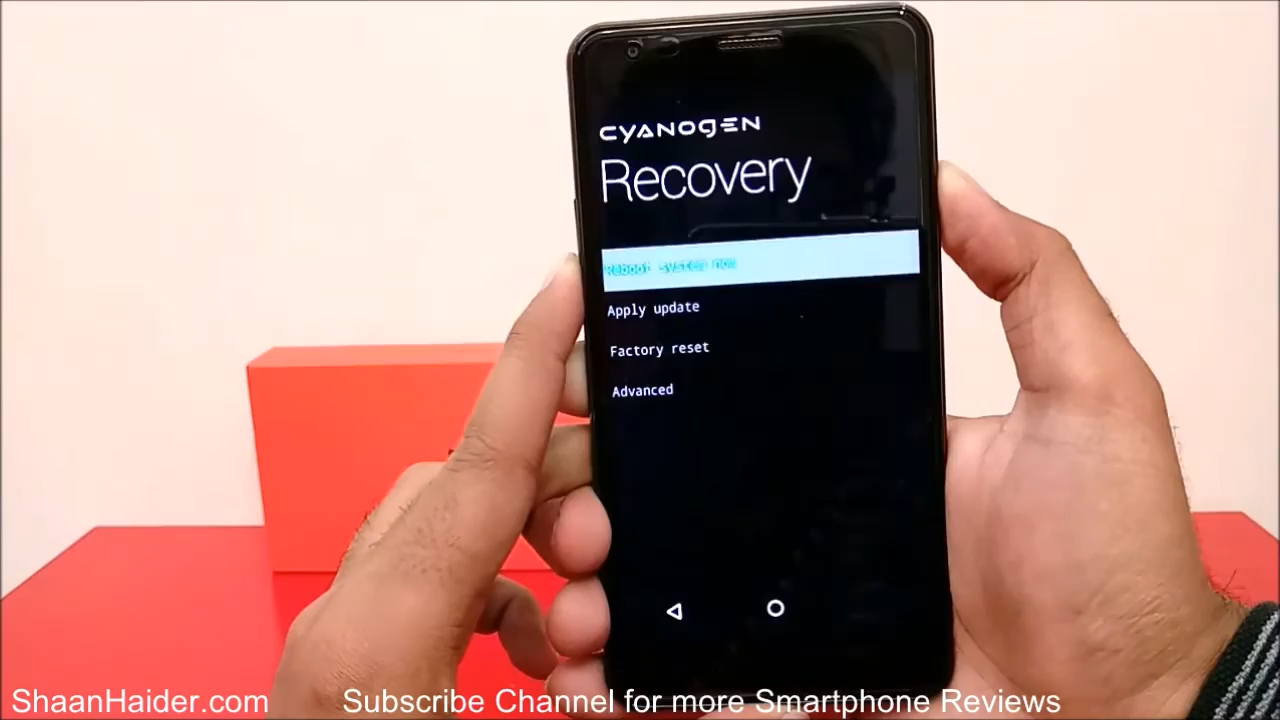 CYANOGEN
Recovery
Reboot system now
Apply update
Factory reset
Advanced
ShaanHaider.com
Subscribe Channel for more Smartphone Reviews